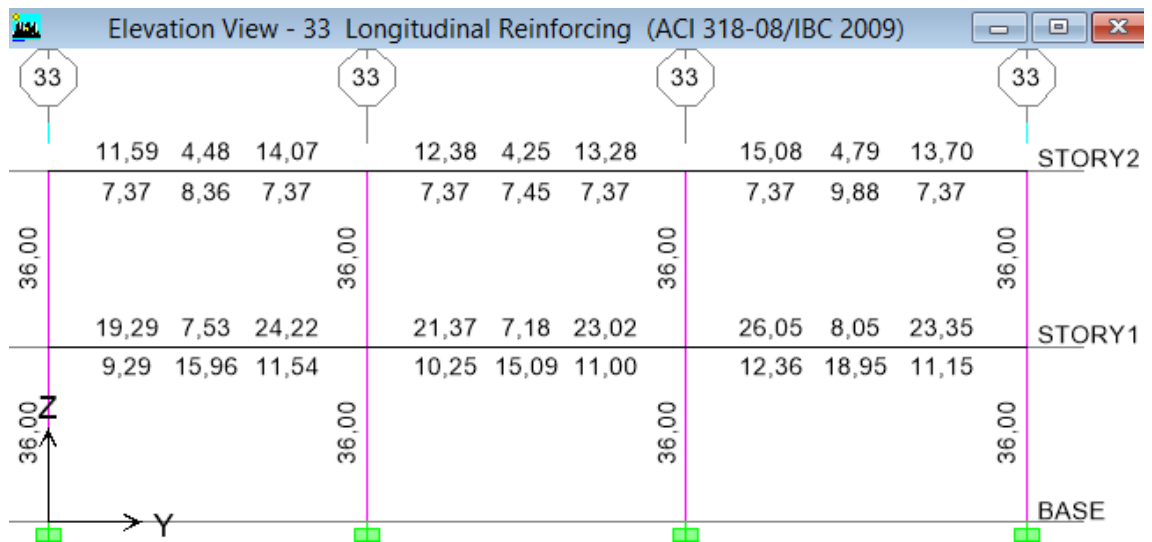 Elevation View - 33 Longitudinal Reinforcing (ACI 318-08/IBC 2009)
33 33 33 33
11,59 4,48 14,07 12,38 4,25 13,28 15,08 4,79 13,70 STORY2
7,37 8,36 7,37 7,37 7,45 7,37 7,37 9,88 7,37
36,00 36,00 36,00 36,00
19,29 7,53 24,22 21,37 7,18 23,02 26,05 8,05 23,35 STORY1
9,29 15,96 11,54 10,25 15,09 11,00 12,36 18,95 11,15
36,00 Z 36,00 36,00 36,00
Y BASE